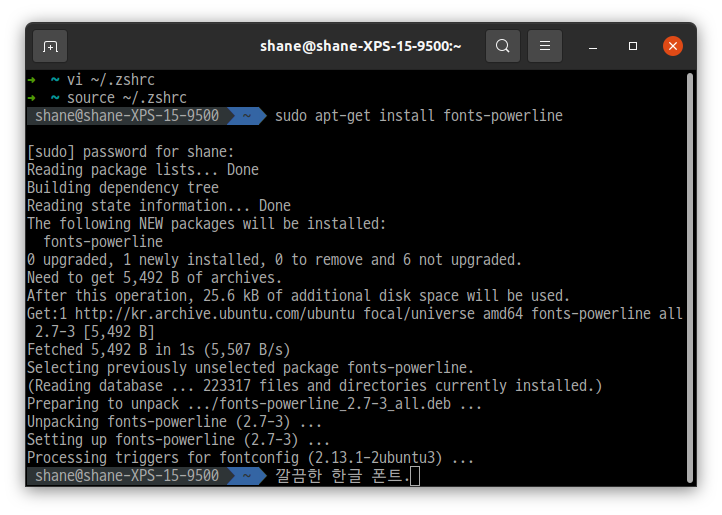 shane@shane-XPS-15-9500:~
➜  ~ vi ~/.zshrc
➜  ~ source ~/.zshrc
shane@shane-XPS-15-9500  ~  sudo apt-get install fonts-powerline
[sudo] password for shane:
Reading package lists... Done
Building dependency tree
Reading state information... Done
The following NEW packages will be installed:
  fonts-powerline
0 upgraded, 1 newly installed, 0 to remove and 6 not upgraded.
Need to get 5,492 B of archives.
After this operation, 25.6 kB of additional disk space will be used.
Get:1 http://kr.archive.ubuntu.com/ubuntu focal/universe amd64 fonts-powerline all
 2.7-3 [5,492 B]
Fetched 5,492 B in 1s (5,507 B/s)
Selecting previously unselected package fonts-powerline.
(Reading database ... 223317 files and directories currently installed.)
Preparing to unpack .../fonts-powerline_2.7-3_all.deb ...
Unpacking fonts-powerline (2.7-3) ...
Setting up fonts-powerline (2.7-3) ...
Processing triggers for fontconfig (2.13.1-2ubuntu3) ...
shane@shane-XPS-15-9500  ~  깔끔한 한글 폰트.